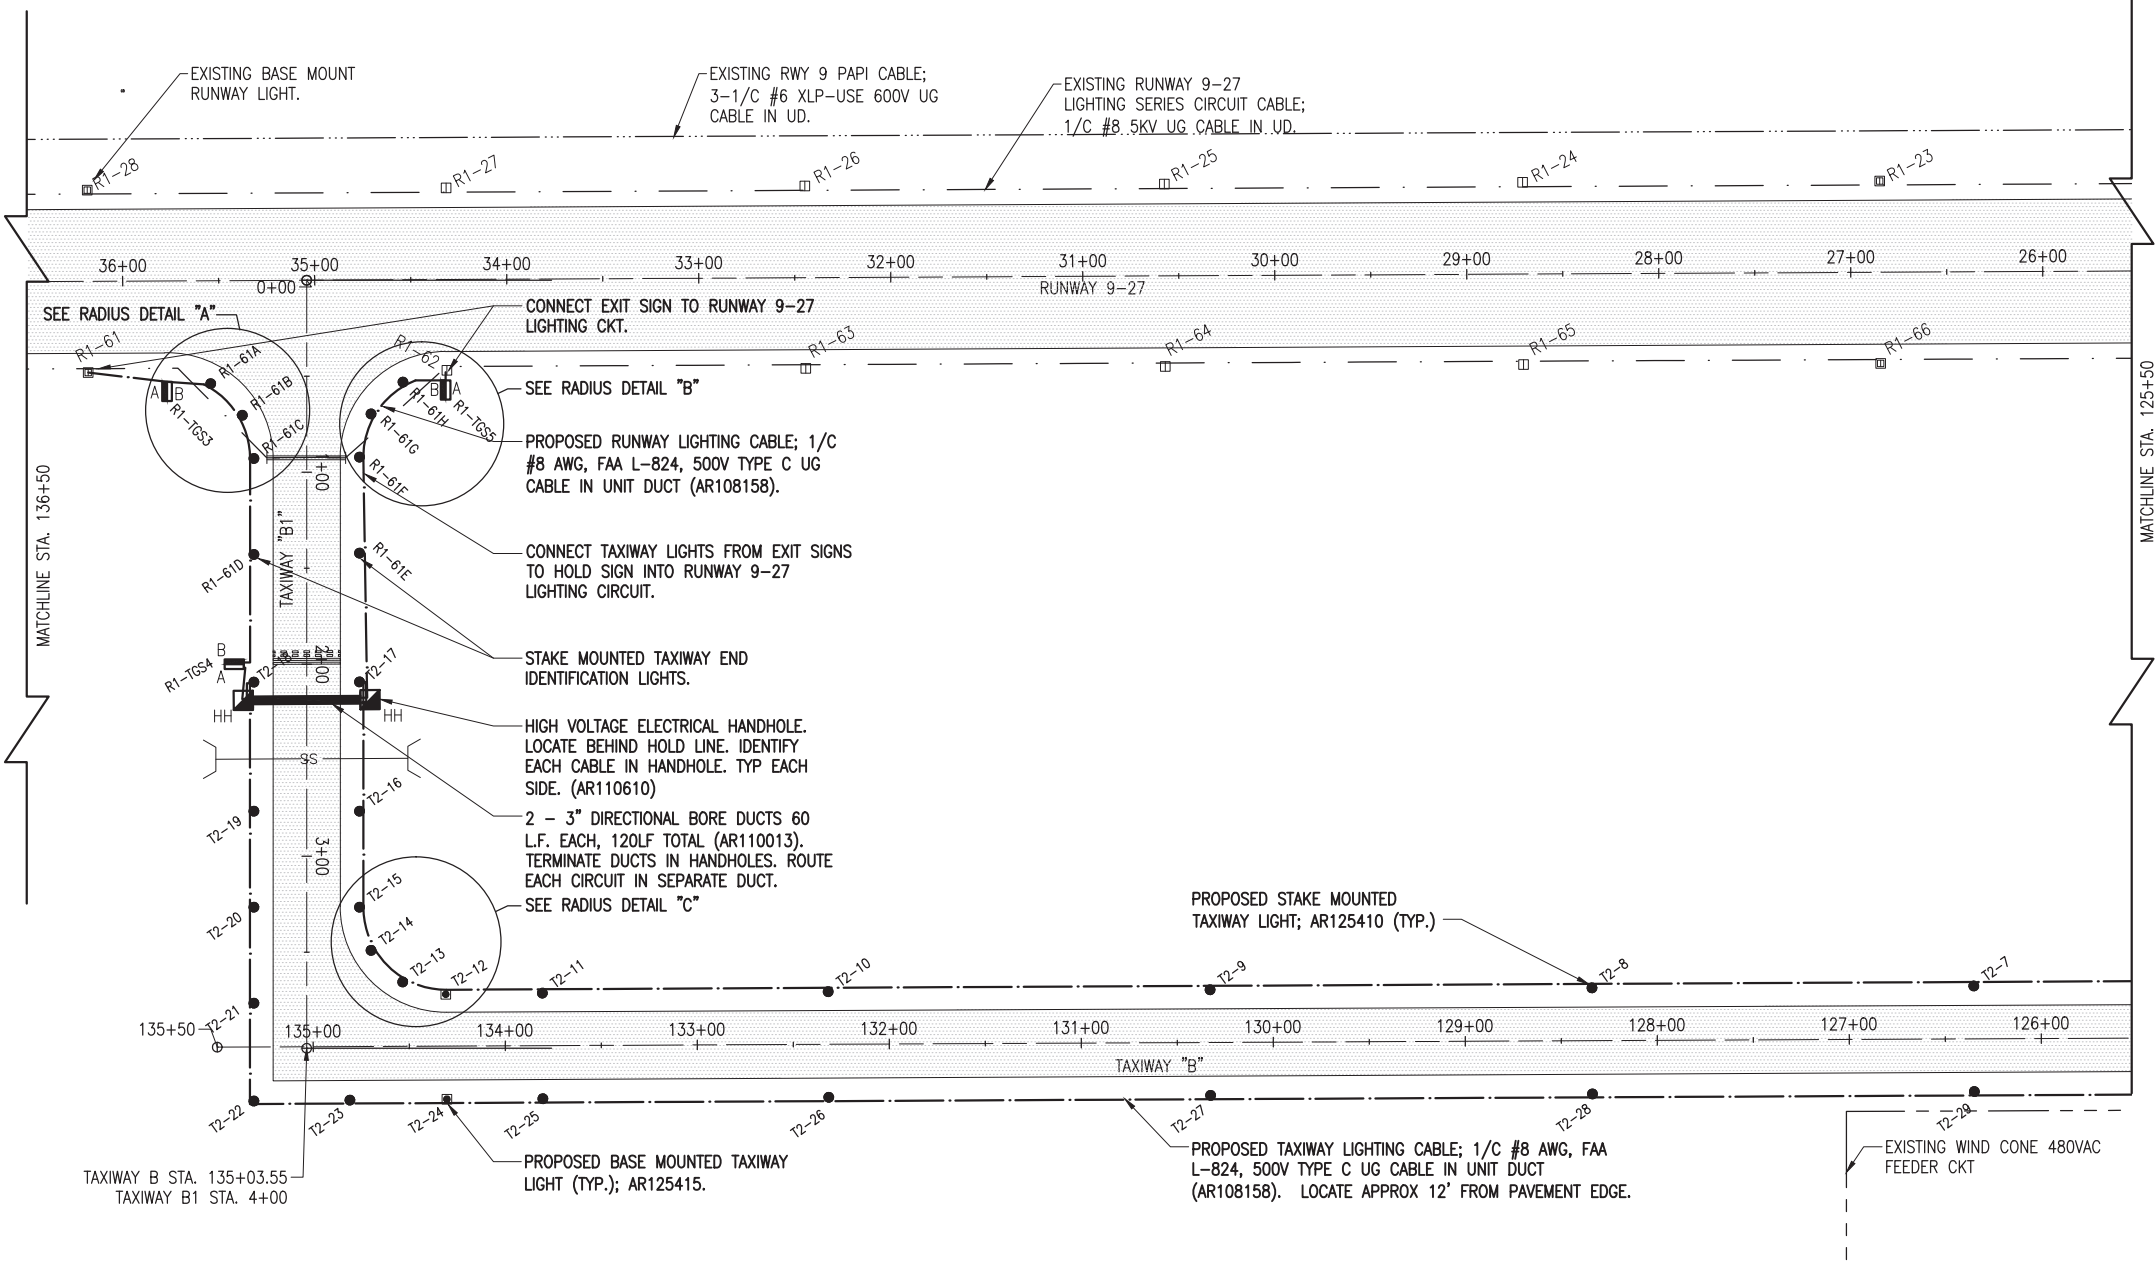 EXISTING BASE MOUNT
RUNWAY LIGHT.
EXISTING RWY 9 PAPI CABLE;
3-1/C #6 XLP-USE 600V UG
CABLE IN UD.
EXISTING RUNWAY 9-27
LIGHTING SERIES CIRCUIT CABLE;
1/C #8 5KV UG CABLE IN UD.
R1-28
R1-27
R1-26
R1-25
R1-24
R1-23
36+00
35+00
34+00
33+00
32+00
31+00
30+00
29+00
28+00
27+00
26+00
0+00
RUNWAY 9-27
SEE RADIUS DETAIL "A"
CONNECT EXIT SIGN TO RUNWAY 9-27
LIGHTING CKT.
R1-61
R1-61A
R1-61B
R1-61C
R1-62
R1-63
R1-64
R1-65
R1-66
A
B
R1-TGS3
B
A
R1-TGS5
R1-61H
R1-61G
R1-61F
SEE RADIUS DETAIL "B"
PROPOSED RUNWAY LIGHTING CABLE; 1/C
#8 AWG, FAA L-824, 500V TYPE C UG
CABLE IN UNIT DUCT (AR108158).
1+00
TAXIWAY "B1"
MATCHLINE STA. 136+50
MATCHLINE STA. 125+50
R1-61D
R1-61E
CONNECT TAXIWAY LIGHTS FROM EXIT SIGNS
TO HOLD SIGN INTO RUNWAY 9-27
LIGHTING CIRCUIT.
STAKE MOUNTED TAXIWAY END
IDENTIFICATION LIGHTS.
B
A
R1-TGS4
T2-18
2+00
T2-17
HH
HH
HIGH VOLTAGE ELECTRICAL HANDHOLE.
LOCATE BEHIND HOLD LINE. IDENTIFY
EACH CABLE IN HANDHOLE. TYP EACH
SIDE. (AR110610)
SS
T2-16
T2-19
3+00
2 - 3" DIRECTIONAL BORE DUCTS 60
L.F. EACH, 120LF TOTAL (AR110013).
TERMINATE DUCTS IN HANDHOLES. ROUTE
EACH CIRCUIT IN SEPARATE DUCT.
SEE RADIUS DETAIL "C"
T2-15
T2-20
T2-14
T2-13
T2-12
T2-11
T2-10
T2-9
T2-8
T2-7
PROPOSED STAKE MOUNTED
TAXIWAY LIGHT; AR125410 (TYP.)
T2-21
135+50
135+00
134+00
133+00
132+00
131+00
130+00
129+00
128+00
127+00
126+00
TAXIWAY "B"
T2-22
T2-23
T2-24
T2-25
T2-26
T2-27
T2-28
T2-29
TAXIWAY B STA. 135+03.55
TAXIWAY B1 STA. 4+00
PROPOSED BASE MOUNTED TAXIWAY
LIGHT (TYP.); AR125415.
PROPOSED TAXIWAY LIGHTING CABLE; 1/C #8 AWG, FAA
L-824, 500V TYPE C UG CABLE IN UNIT DUCT
(AR108158). LOCATE APPROX 12' FROM PAVEMENT EDGE.
EXISTING WIND CONE 480VAC
FEEDER CKT